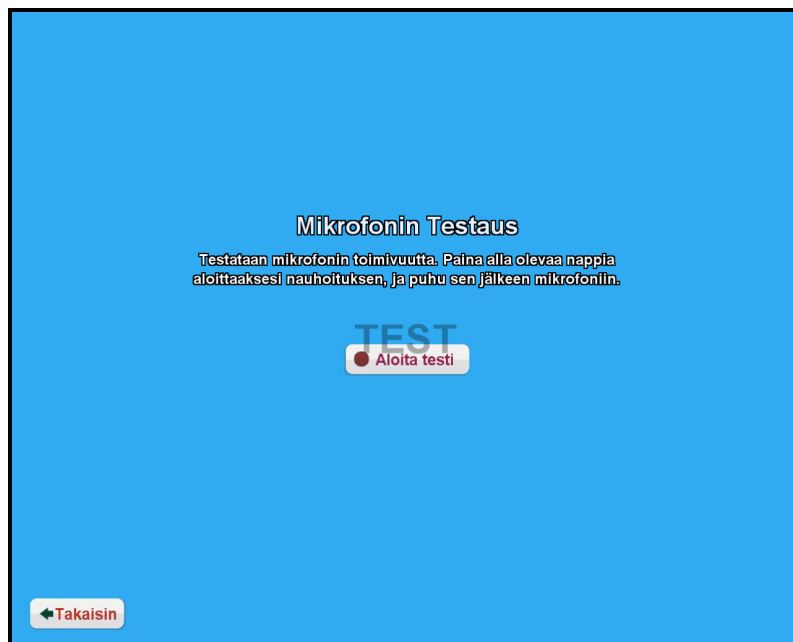 Mikrofonin Testaus
Testataan mikrofonin toimivuutta. Paina alla olevaa nappia
aloittaaksesi nauhoituksen, ja puhu sen jälkeen mikrofoniin.
TEST
Aloita testi
Takaisin